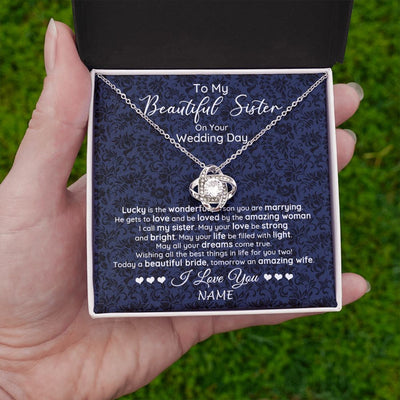 To My
Beautiful Sister
On Your
Wedding Day
Lucky is the wonderful person you are marrying.
He gets to love and be loved by the amazing woman
I call my sister. May your love be strong
and bright. May your life be filled with light.
May all your dreams come true.
Wishing all the best things in life for you two!
Today a beautiful bride, tomorrow an amazing wife.
I Love You
NAME